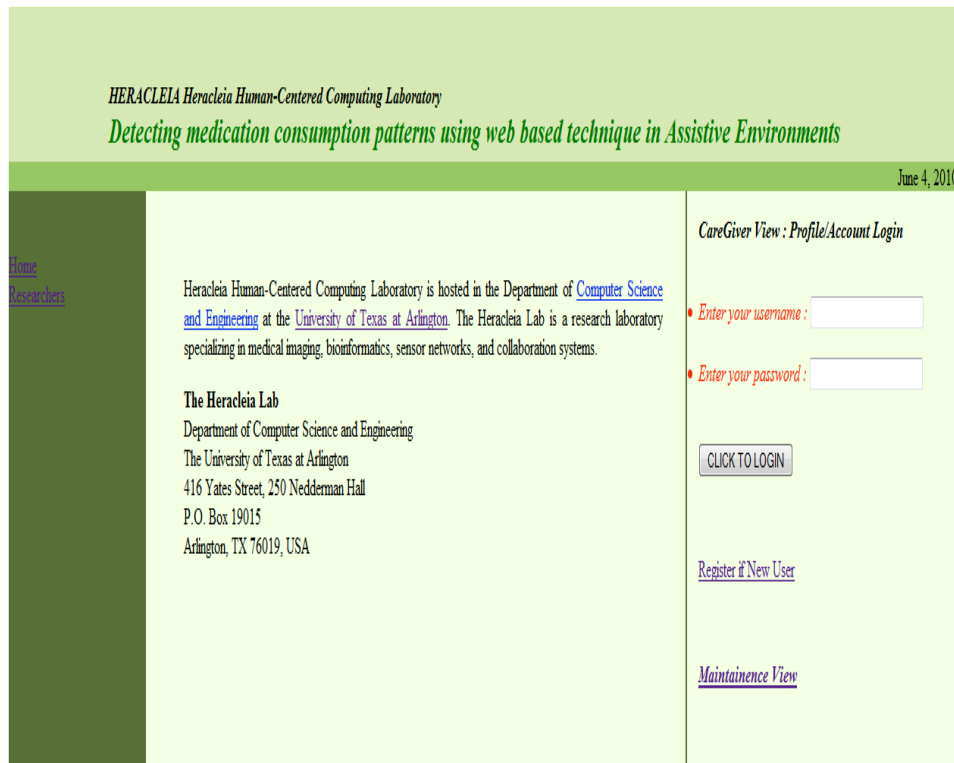 HERACLEIA Heracleia Human-Centered Computing Laboratory
Detecting medication consumption patterns using web based technique in Assistive Environments
June 4, 2010
Home
Researchers
Heracleia Human-Centered Computing Laboratory is hosted in the Department of Computer Science
and Engineering at the University of Texas at Arlington. The Heracleia Lab is a research laboratory
specializing in medical imaging, bioinformatics, sensor networks, and collaboration systems.
The Heracleia Lab
Department of Computer Science and Engineering
The University of Texas at Arlington
416 Yates Street, 250 Nedderman Hall
P.O. Box 19015
Arlington, TX 76019, USA
CareGiver View : Profile/Account Login
Enter your username :
Enter your password :
CLICK TO LOGIN
Register if New User
Maintainence View